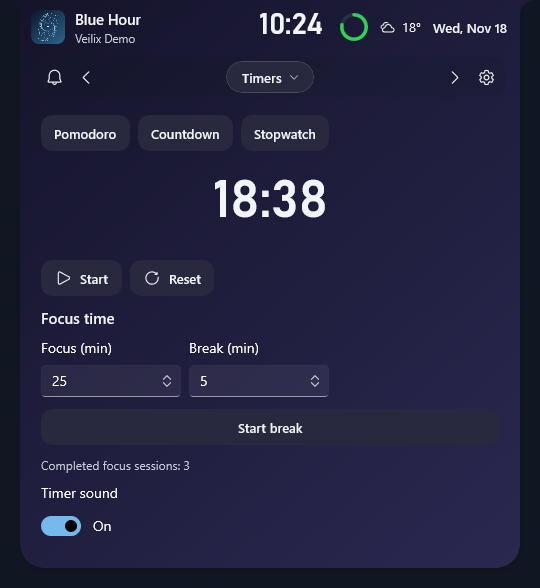 Blue Hour
Veilix Demo
10:24
18°
Wed, Nov 18
Timers
Pomodoro
Countdown
Stopwatch
18:38
Start
Reset
Focus time
Focus (min)
Break (min)
25
5
Start break
Completed focus sessions: 3
Timer sound
On